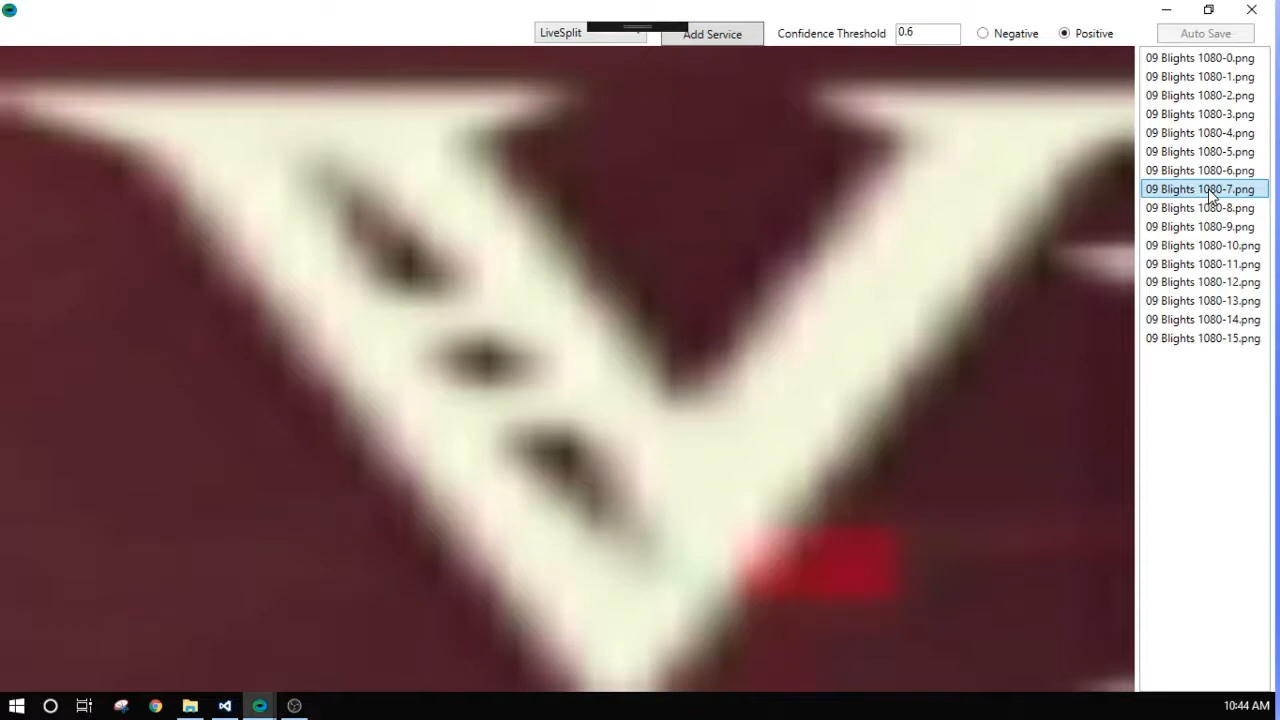 LiveSplit
Add Service
Confidence Threshold
0.6
Negative
Positive
Auto Save
V
09 Blights 1080-0.png
09 Blights 1080-1.png
09 Blights 1080-2.png
09 Blights 1080-3.png
09 Blights 1080-4.png
09 Blights 1080-5.png
09 Blights 1080-6.png
09 Blights 1080-7.png
09 Blights 1080-8.png
09 Blights 1080-9.png
09 Blights 1080-10.png
09 Blights 1080-11.png
09 Blights 1080-12.png
09 Blights 1080-13.png
09 Blights 1080-14.png
09 Blights 1080-15.png
10:44 AM